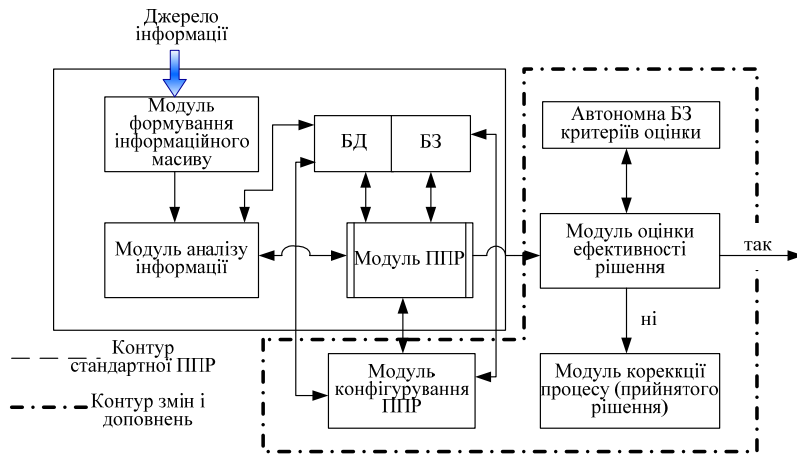 Джерело
інформації
Модуль
формування
інформаційного
масиву
БД
БЗ
Автономна БЗ
критеріїв оцінки
Модуль аналізу
інформації
Модуль ППР
Модуль оцінки
ефективності
рішення
так
ні
Контур
стандартної ППР
Модуль
конфігурування
ППР
Модуль кореккції
процесу (прийнятого
рішення)
Контур змін і
доповнень